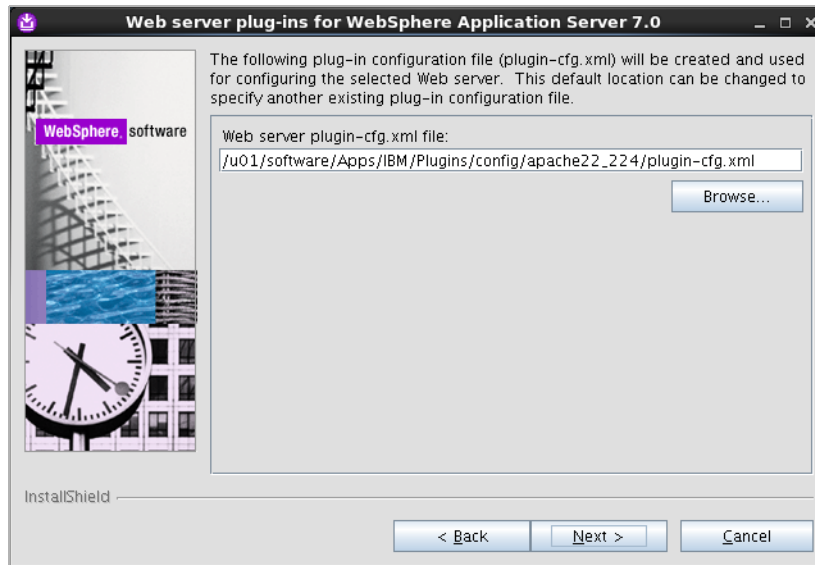 Web server plug-ins for WebSphere Application Server 7.0
WebSphere. software
The following plug-in configuration file (plugin-cfg.xml) will be created and used
for configuring the selected Web server. This default location can be changed to
specify another existing plug-in configuration file.
Web server plugin-cfg.xml file:
/u01/software/Apps/IBM/Plugins/config/apache22_224/plugin-cfg.xml
Browse...
InstallShield
< Back
Next >
Cancel